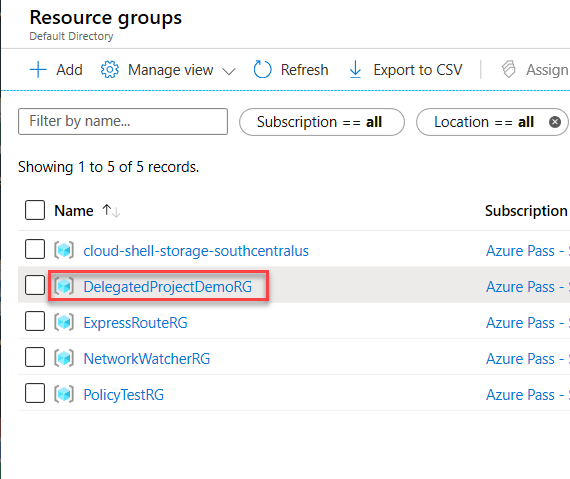 Resource groups
Default Directory
Add Manage view Refresh Export to CSV Assign
Filter by name... Subscription == all Location == all
Showing 1 to 5 of 5 records.
Name Subscription
cloud-shell-storage-southcentralus Azure Pass -
DelegatedProjectDemoRG Azure Pass -
ExpressRouteRG Azure Pass -
NetworkWatcherRG Azure Pass -
PolicyTestRG Azure Pass -